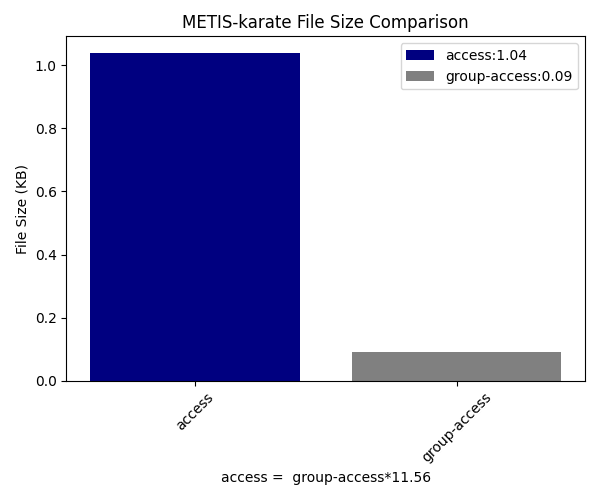 METIS-karate File Size Comparison
access:1.04
group-access:0.09
File Size (KB)
1.0
0.8
0.6
0.4
0.2
0.0
access
group-access
access =  group-access*11.56